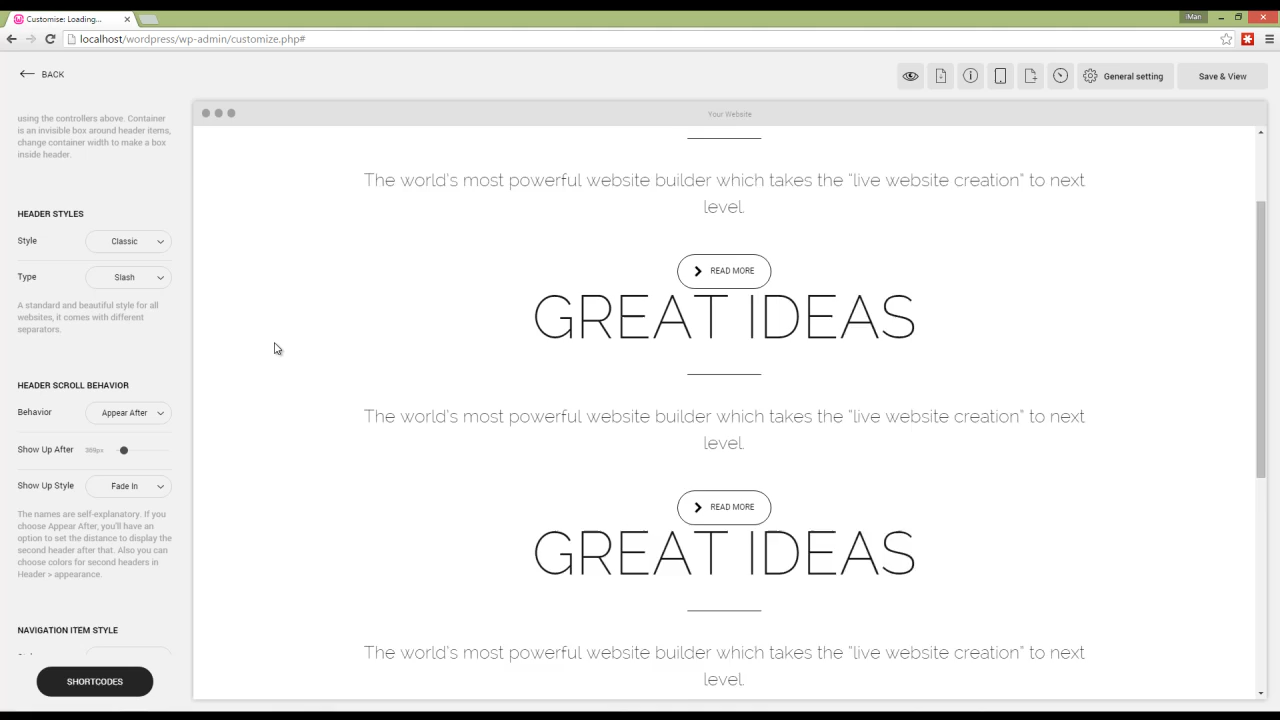 Customise: Loading...
iMan
localhost/wordpress/wp-admin/customize.php#
BACK
General setting
Save & View
using the controllers above. Container
is an invisible box around header items,
change container width to make a box
inside header.
HEADER STYLES
Style
Classic
Type
Slash
A standard and beautiful style for all
websites, it comes with different
separators.
HEADER SCROLL BEHAVIOR
Behavior
Appear After
Show Up After
Show Up Style
Fade In
The names are self-explanatory. If you
choose Appear After, you'll have an
option to set the distance to display the
second header after that. Also you can
choose colors for second headers in
Header > appearance.
NAVIGATION ITEM STYLE
SHORTCODES
Your Website
The world's most powerful website builder which takes the “live website creation” to next
level.
READ MORE
GREAT IDEAS
The world's most powerful website builder which takes the “live website creation” to next
level.
READ MORE
GREAT IDEAS
The world's most powerful website builder which takes the “live website creation” to next
level.